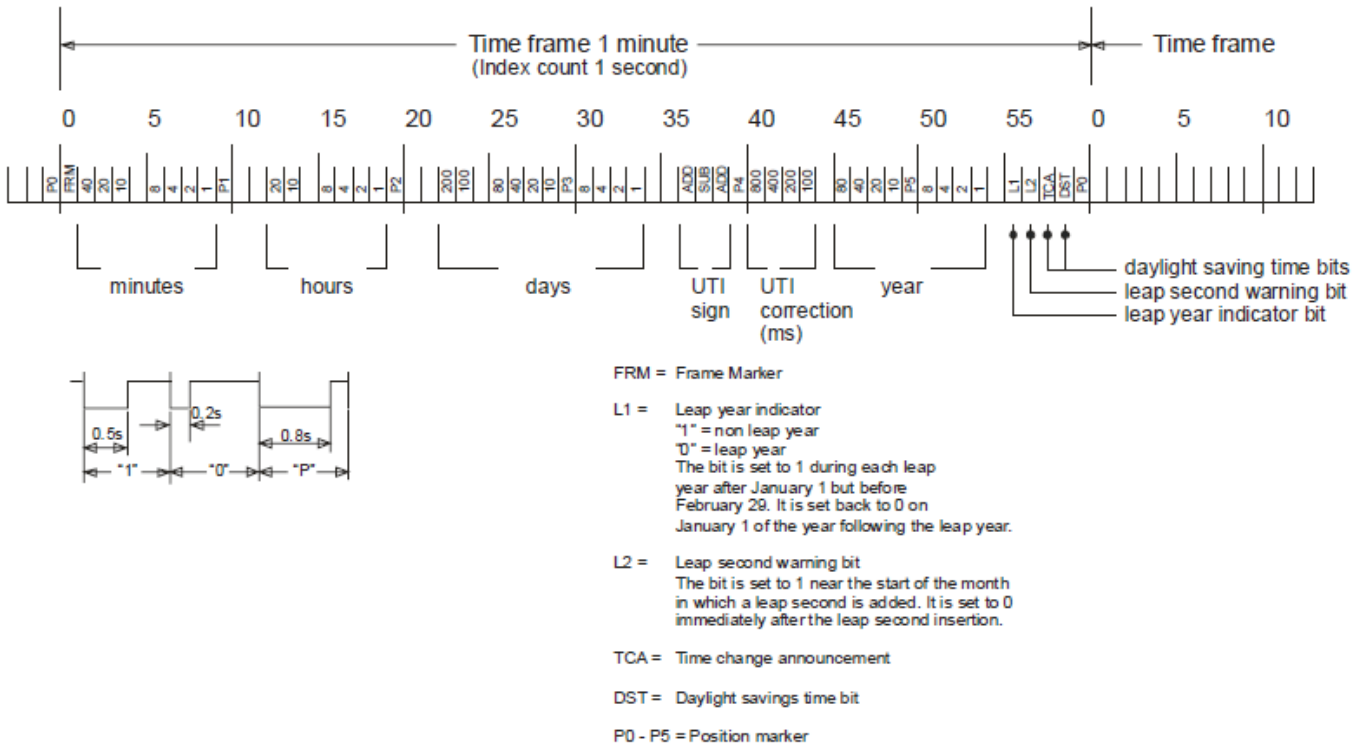 Time frame 1 minute
(Index count 1 second)
Time frame
0 5 10 15 20 25 30 35 40 45 50 55 0 5 10
P0 FRM 40 20 10 8 4 2 1 P1 20 10 8 4 2 1 P2 200 100 80 40 20 10 P3 8 4 2 1 ADD SUB ADD P4 800 400 200 100 80 40 20 10 P5 8 4 2 1 L1 L2 TCA DST P0
minutes
hours
days
UTI
sign
UTI
correction
(ms)
year
daylight saving time bits
leap second warning bit
leap year indicator bit
0.5s
0.2s
0.8s
"1" "0" "P"
FRM = Frame Marker
L1 = Leap year indicator
"1" = non leap year
"0" = leap year
The bit is set to 1 during each leap
year after January 1 but before
February 29. It is set back to 0 on
January 1 of the year following the leap year.
L2 = Leap second warning bit
The bit is set to 1 near the start of the month
in which a leap second is added. It is set to 0
immediately after the leap second insertion.
TCA = Time change announcement
DST = Daylight savings time bit
P0 - P5 = Position marker